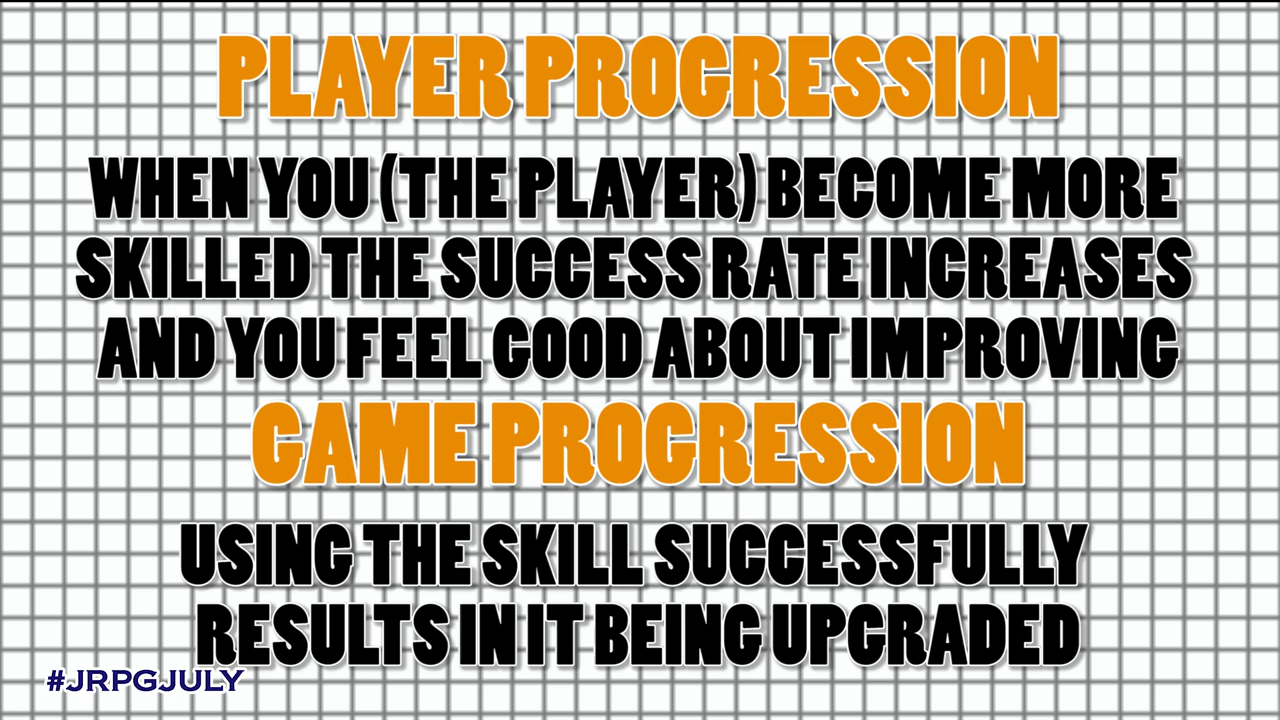 PLAYER PROGRESSION
WHEN YOU (THE PLAYER) BECOME MORE
SKILLED THE SUCCESS RATE INCREASES
AND YOU FEEL GOOD ABOUT IMPROVING
GAME PROGRESSION
USING THE SKILL SUCCESSFULLY
RESULTS IN IT BEING UPGRADED
#JRPGJULY